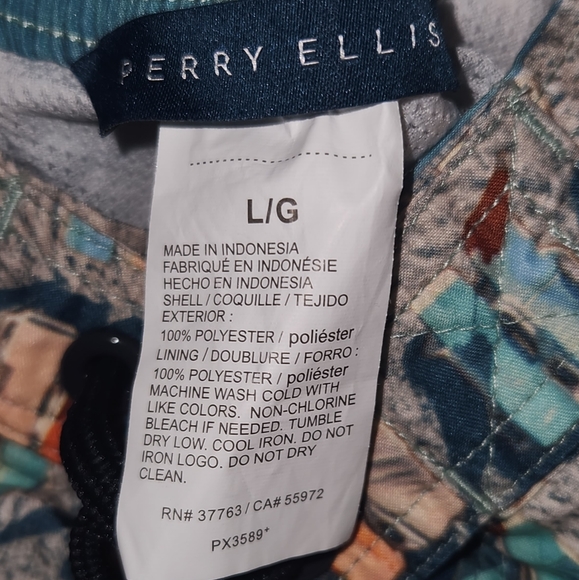 PERRY ELLIS
L/G
MADE IN INDONESIA
FABRIQUÉ EN INDONÉSIE
HECHO EN INDONESIA
SHELL / COQUILLE / TEJIDO
EXTERIOR :
100% POLYESTER / poliéster
LINING / DOUBLURE / FORRO :
100% POLYESTER / poliéster
MACHINE WASH COLD WITH
LIKE COLORS. NON-CHLORINE
BLEACH IF NEEDED. TUMBLE
DRY LOW. COOL IRON. DO NOT
IRON LOGO. DO NOT DRY
CLEAN.
RN# 37763 / CA# 55972
PX3589+